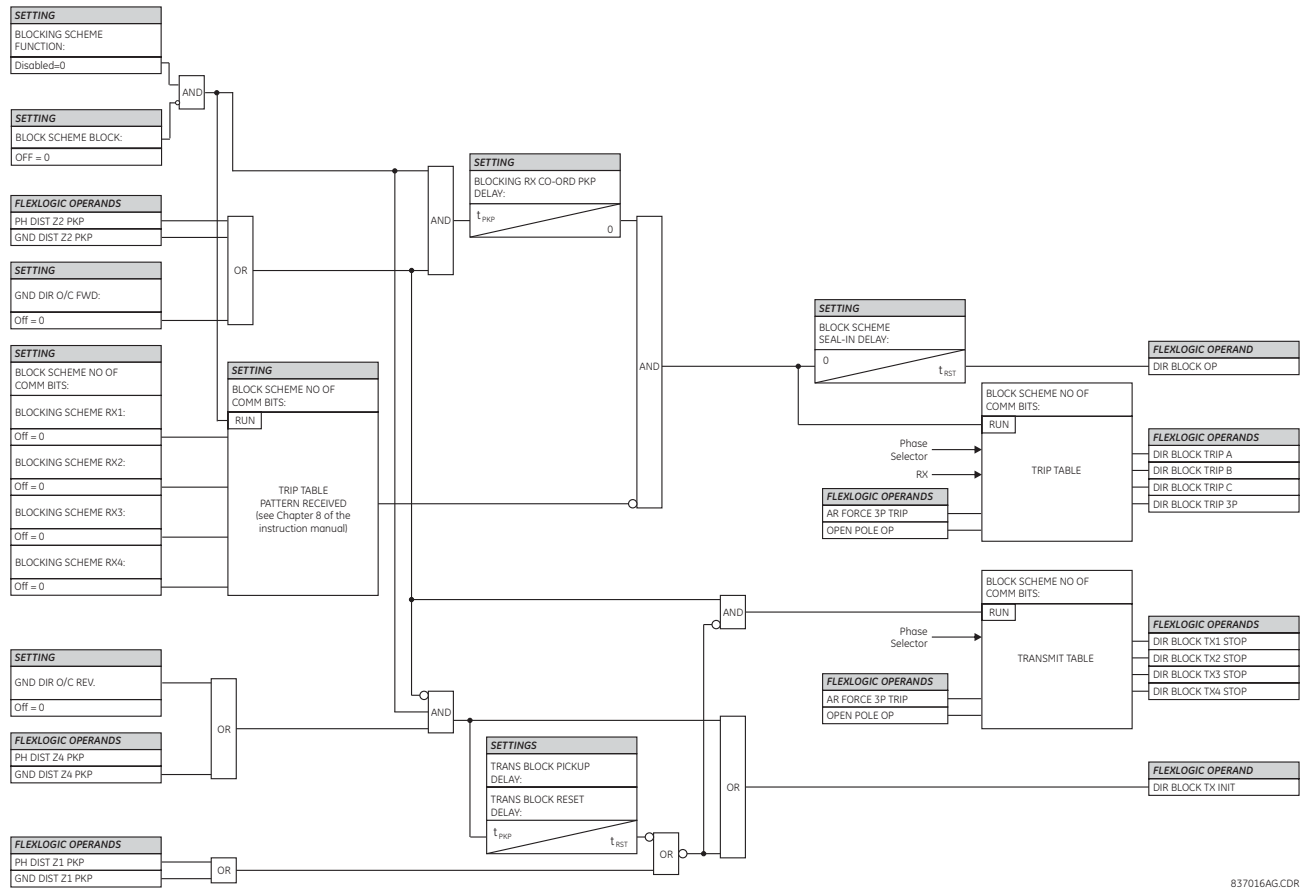 SETTING
BLOCKING SCHEME
FUNCTION:
Disabled=0
AND
SETTING
BLOCK SCHEME BLOCK:
OFF = 0
FLEXLOGIC OPERANDS
PH DIST Z2 PKP
GND DIST Z2 PKP
OR
SETTING
GND DIR O/C FWD:
Off = 0
SETTING
BLOCK SCHEME NO OF
COMM BITS:
BLOCKING SCHEME RX1:
Off = 0
BLOCKING SCHEME RX2:
Off = 0
BLOCKING SCHEME RX3:
Off = 0
BLOCKING SCHEME RX4:
Off = 0
SETTING
BLOCK SCHEME NO OF
COMM BITS:
RUN
TRIP TABLE
PATTERN RECEIVED
(see Chapter 8 of the
instruction manual)
AND
SETTING
BLOCKING RX CO-ORD PKP
DELAY:
t PKP
0
AND
SETTING
BLOCK SCHEME
SEAL-IN DELAY:
0
t RST
FLEXLOGIC OPERAND
DIR BLOCK OP
BLOCK SCHEME NO OF
COMM BITS:
RUN
Phase
Selector
RX
TRIP TABLE
FLEXLOGIC OPERANDS
AR FORCE 3P TRIP
OPEN POLE OP
FLEXLOGIC OPERANDS
DIR BLOCK TRIP A
DIR BLOCK TRIP B
DIR BLOCK TRIP C
DIR BLOCK TRIP 3P
AND
BLOCK SCHEME NO OF
COMM BITS:
RUN
Phase
Selector
TRANSMIT TABLE
FLEXLOGIC OPERANDS
AR FORCE 3P TRIP
OPEN POLE OP
FLEXLOGIC OPERANDS
DIR BLOCK TX1 STOP
DIR BLOCK TX2 STOP
DIR BLOCK TX3 STOP
DIR BLOCK TX4 STOP
SETTING
GND DIR O/C REV.
Off = 0
FLEXLOGIC OPERANDS
PH DIST Z4 PKP
GND DIST Z4 PKP
OR
AND
SETTINGS
TRANS BLOCK PICKUP
DELAY:
TRANS BLOCK RESET
DELAY:
t PKP
t RST
OR
OR
FLEXLOGIC OPERAND
DIR BLOCK TX INIT
FLEXLOGIC OPERANDS
PH DIST Z1 PKP
GND DIST Z1 PKP
OR
837016AG.CDR